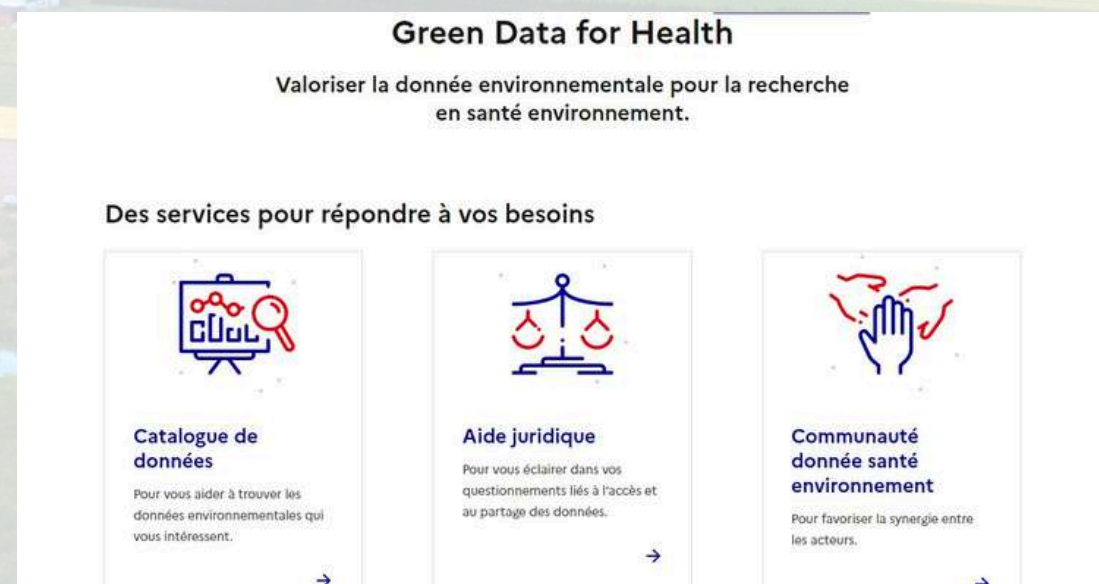 Green Data for Health
Valoriser la donnée environnementale pour la recherche
en santé environnement.
Des services pour répondre à vos besoins
Catalogue de
données
Pour vous aider à trouver les
données environnementales qui
vous intéressent.
Aide juridique
Pour vous éclairer dans vos
questionnements liés à l'accès et
au partage des données.
Communauté
donnée santé
environnement
Pour favoriser la synergie entre
les acteurs.